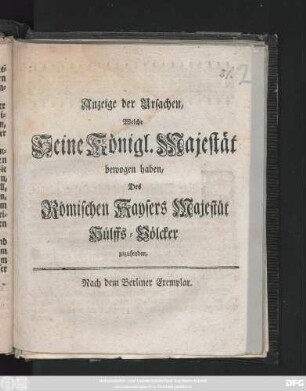 2
Anzeige der Ursachen,
Welche
Seine Königl. Majestät
bewogen haben,
Des
Römischen Kaysers Majestät
Hülffs-Völcker
zuzusenden.
Nach dem Berliner Exemplar.